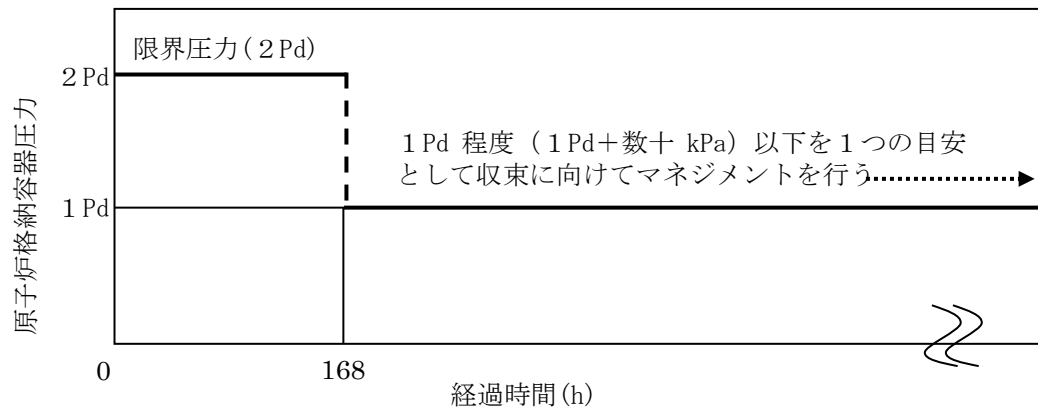 限界圧力(２Pd)
２Pd
１Pd 程度（１Pd＋数十 kPa）以下を１つの目安
として収束に向けてマネジメントを行う
１Pd
原子炉格納容器圧力
0
168
経過時間(h)